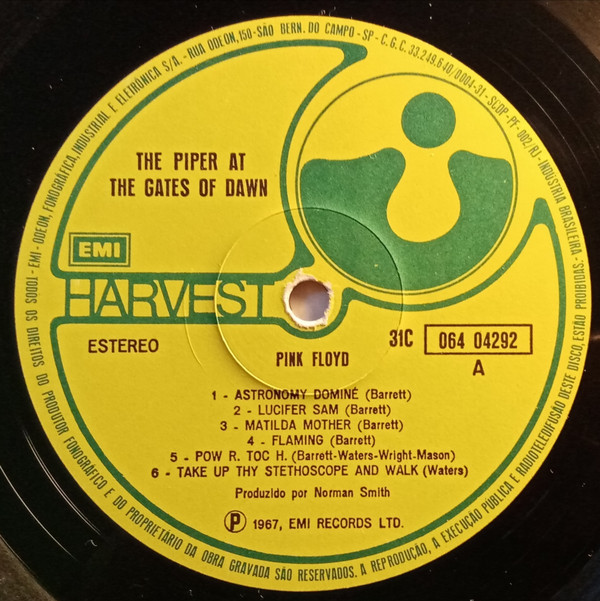 TODOS OS DIREITOS DO PRODUTOR FONOGRÁFICO E DO PROPRIETÁRIO DA OBRA GRAVADA SÃO RESERVADOS. A REPRODUÇÃO, A EXECUÇÃO PÚBLICA E RADIOTELEDIFUSÃO DESTE DISCO, ESTÃO PROIBIDAS.-
- EMI - ODEON, FONOGRÁFICA, INDUSTRIAL E ELETRÔNICA S/A. - RUA ODEON, 150 - SAO BERN. DO CAMPO - SP - C.G.C. 33.249.640/0004-31 - SCDP - PF - 002/RJ - INDÚSTRIA BRASILEIRA -
THE PIPER AT
THE GATES OF DAWN
EMI
HARVEST
ESTEREO
PINK FLOYD
31C 064 04292
A
1 - ASTRONOMY DOMINÉ (Barrett)
2 - LUCIFER SAM (Barrett)
3 - MATILDA MOTHER (Barrett)
4 - FLAMING (Barrett)
5 - POW R. TOC H. (Barrett-Waters-Wright-Mason)
6 - TAKE UP THY STETHOSCOPE AND WALK (Waters)
Produzido por Norman Smith
℗ 1967, EMI RECORDS LTD.